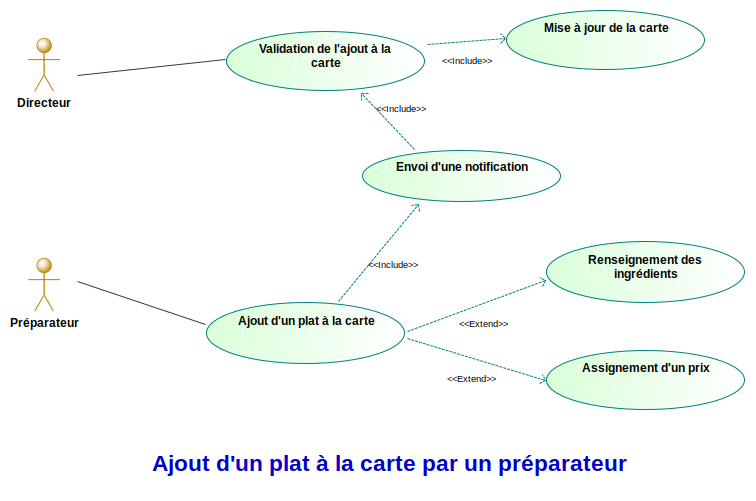 Mise à jour de la carte
Validation de l'ajout à la
carte
<<Include>>
Directeur
<<Include>>
Envoi d'une notification
Renseignement des
ingrédients
<<Include>>
Préparateur
Ajout d'un plat à la carte
<<Extend>>
Assignement d'un prix
<<Extend>>
Ajout d'un plat à la carte par un préparateur